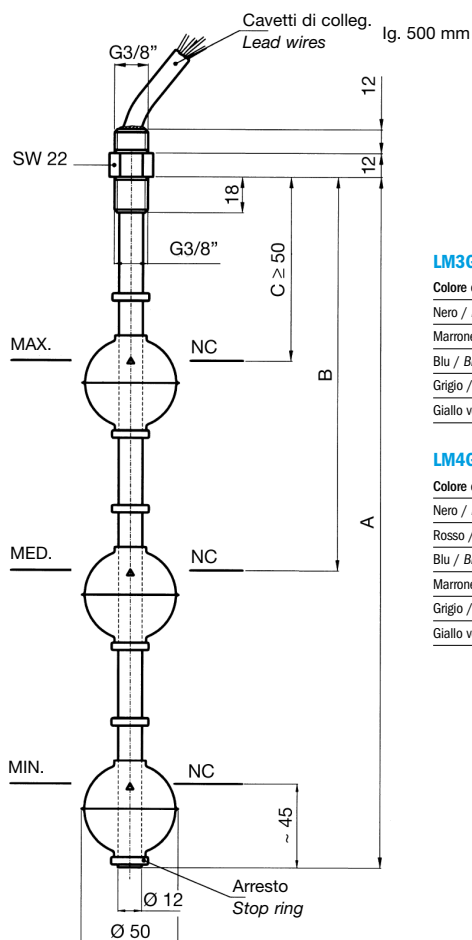 Cavetti di colleg.
Lead wires
lg. 500 mm
G3/8”
12
SW 22
12
18
G3/8”
C ≥ 50
B
A
MAX.
NC
MED.
NC
MIN.
NC
~ 45
Arresto
Stop ring
Ø 12
Ø 50
LM3G
Colore
Nero /
Marrone
Blu /
Grigio /
Giallo
LM4G
Colore
Nero /
Rosso /
Blu /
Marrone
Grigio /
Giallo